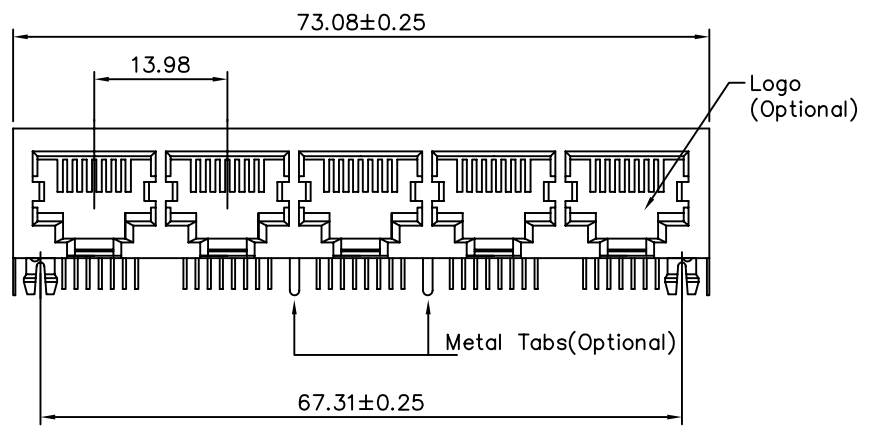 73.08±0.25
13.98
Logo
(Optional)
Metal Tabs(Optional)
67.31±0.25